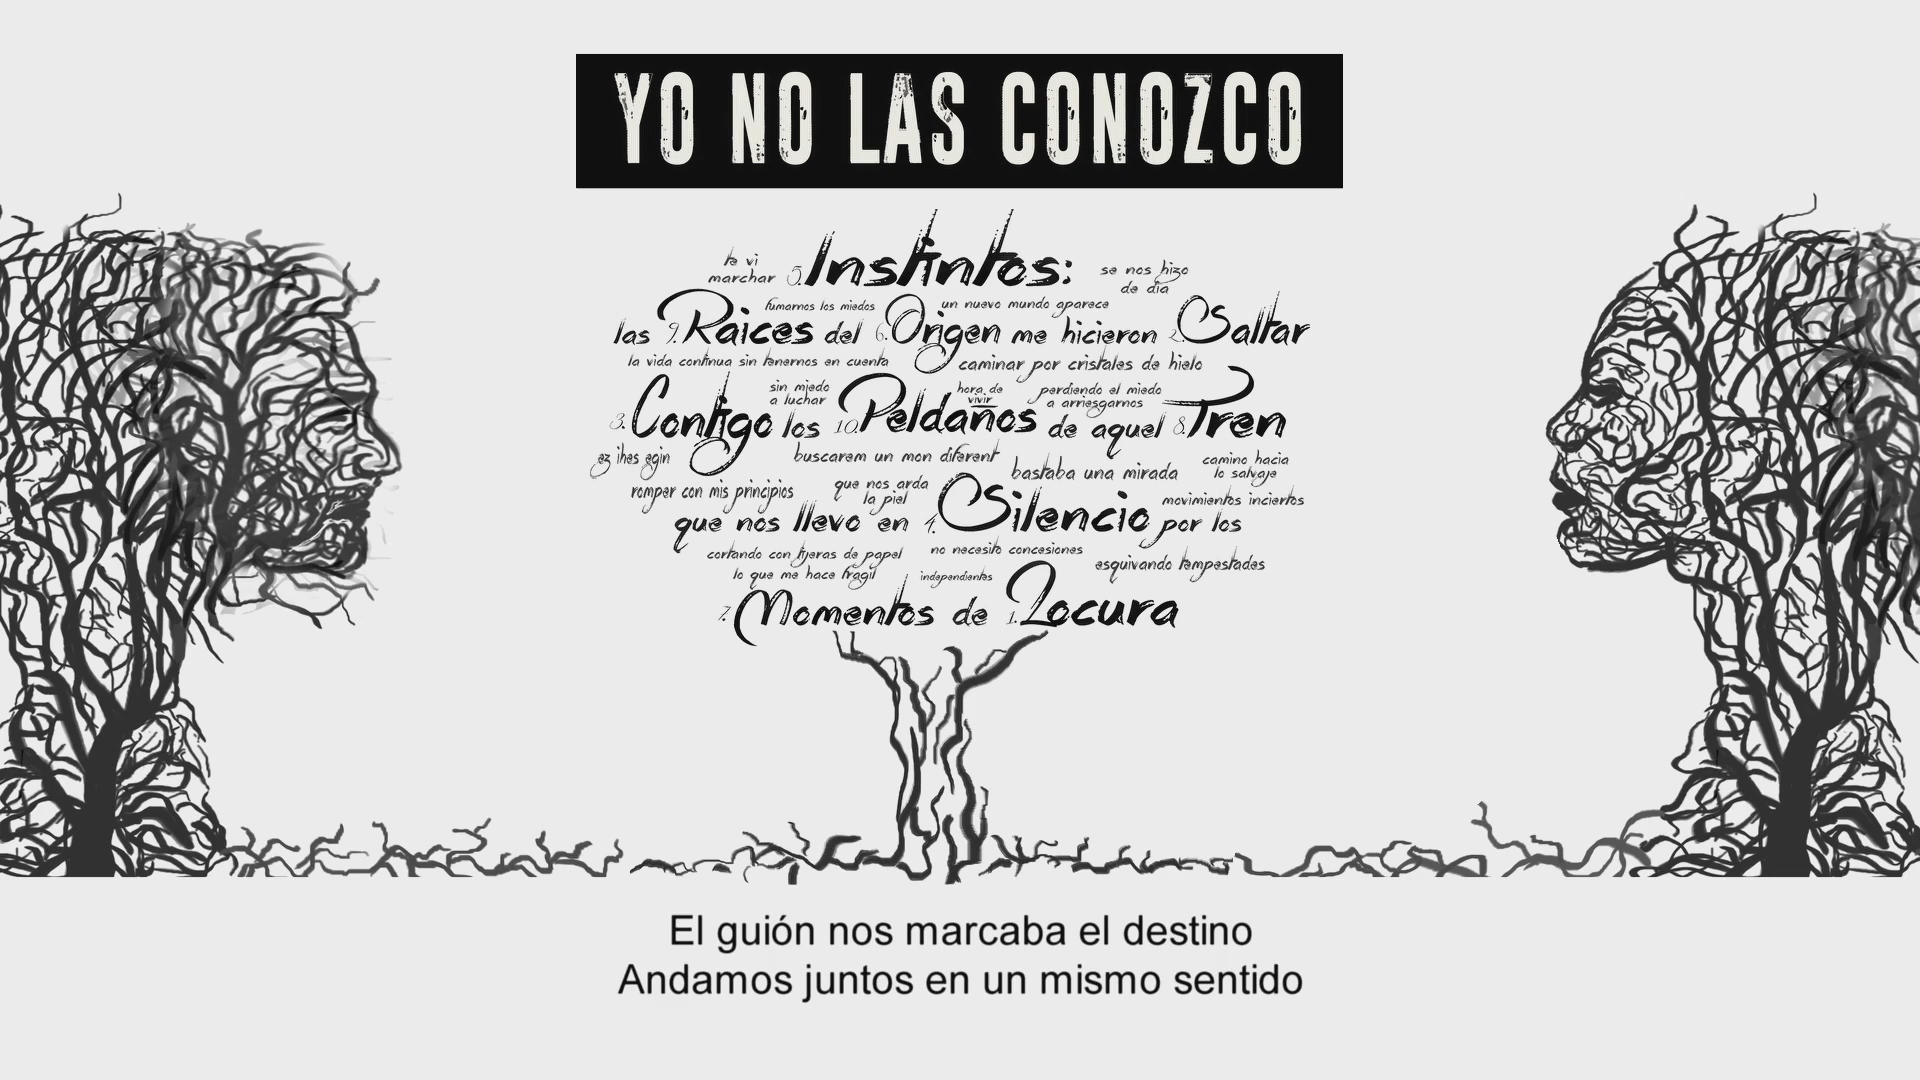 YO NO LAS CONOZCO
te vi
marchar
5. Instintos:
se nos hizo
de día
fumamos los miedos
un nuevo mundo aparece
las 9. Raices del 6. Origen me hicieron 2. Saltar
la vida continua sin tenernos en cuenta
caminar por cristales de hielo
sin miedo
a luchar
hora de
vivir
perdiendo el miedo
a arriesgarnos
3. Contigo los 10. Peldaños de aquel 8. Tren
ez ihes egin
buscarem un mon diferent
bastaba una mirada
camino hacia
lo salvaje
romper con mis principios
que nos arda
la piel
movimientos inciertos
que nos llevo en 4. Silencio por los
cortando con tijeras de papel
no necesito concesiones
esquivando tempestades
lo que me hace fragil
independientes
7. Momentos de 1. Locura
El guión nos marcaba el destino
Andamos juntos en un mismo sentido